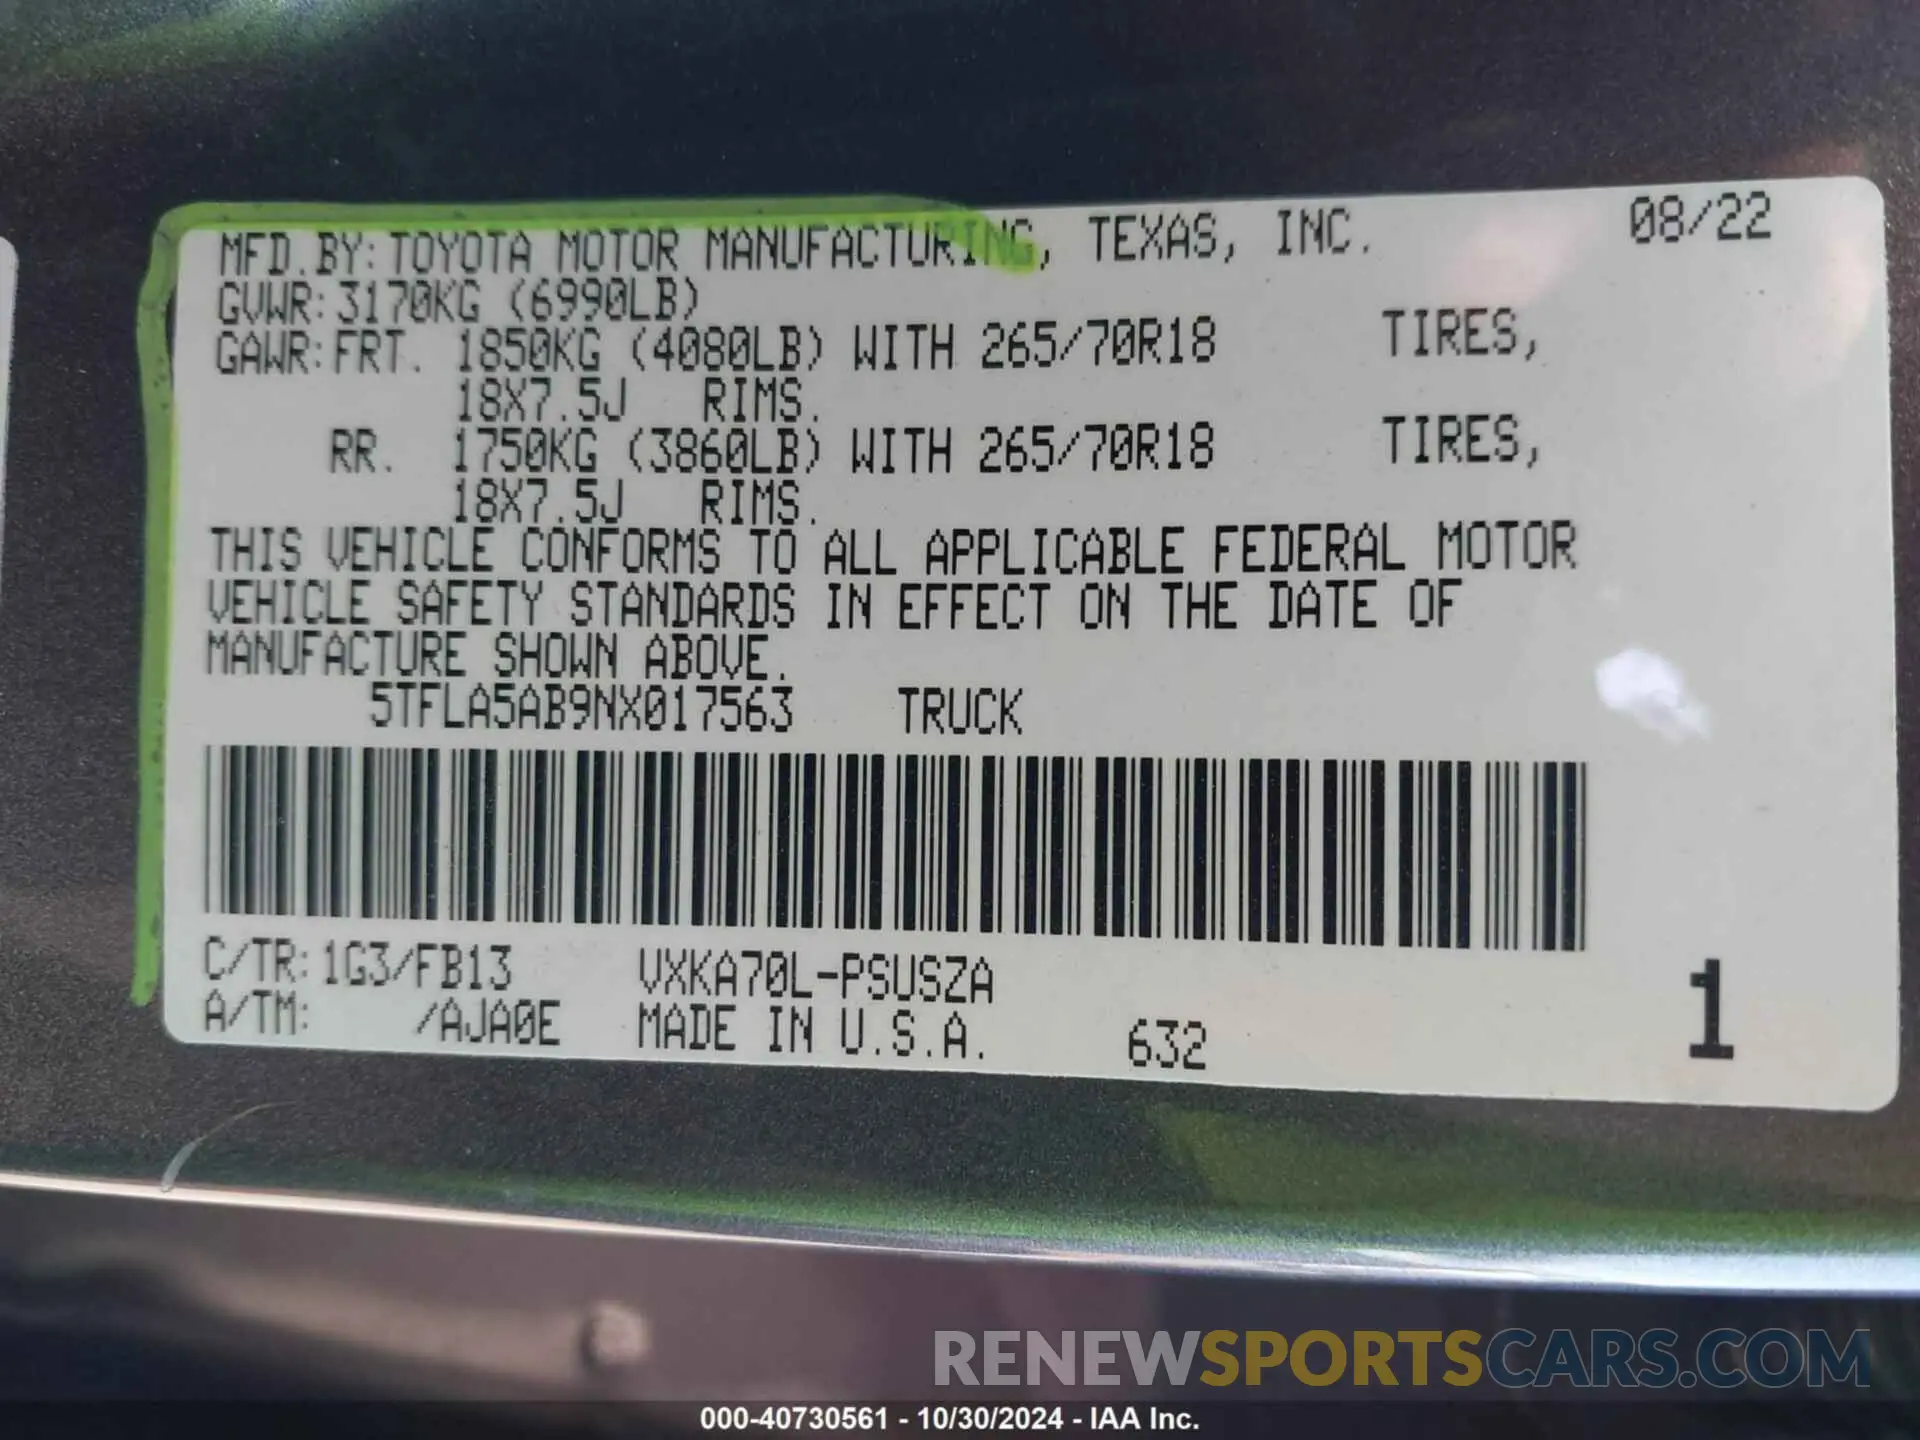 MFD.BY:TOYOTA MOTOR MANUFACTURING, TEXAS, INC. 08/22
GVWR:3170KG (6990LB)
GAWR:FRT. 1850KG (4080LB) WITH 265/70R18 TIRES,
18X7.5J RIMS.
RR. 1750KG (3860LB) WITH 265/70R18 TIRES,
18X7.5J RIMS.
THIS VEHICLE CONFORMS TO ALL APPLICABLE FEDERAL MOTOR
VEHICLE SAFETY STANDARDS IN EFFECT ON THE DATE OF
MANUFACTURE SHOWN ABOVE.
5TFLA5AB9NX017563 TRUCK
C/TR:1G3/FB13 VXKA70L-PSUSZA
A/TM: /AJA0E MADE IN U.S.A. 632
1
RENEWSPORTSCARS.COM
000-40730561 - 10/30/2024 - IAA Inc.